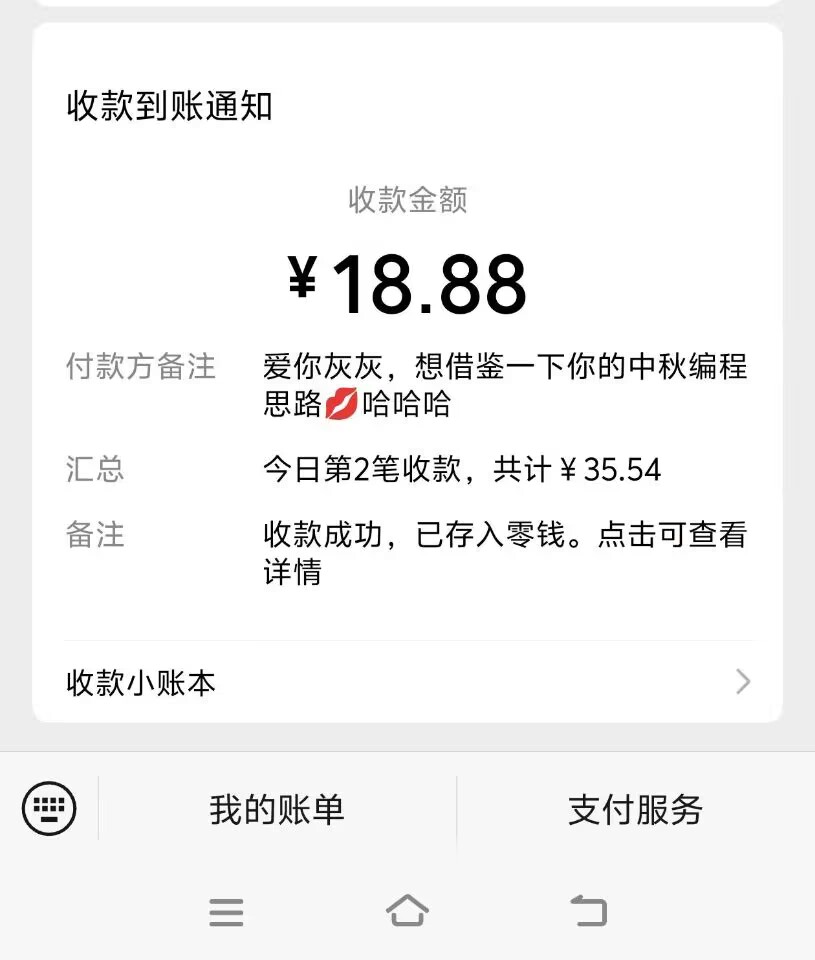 收款到账通知
收款金额
¥18.88
付款方备注 爱你灰灰，想借鉴一下你的中秋编程
思路💋哈哈哈
汇总 今日第2笔收款，共计¥35.54
备注 收款成功，已存入零钱。点击可查看
详情
收款小账本
我的账单 支付服务